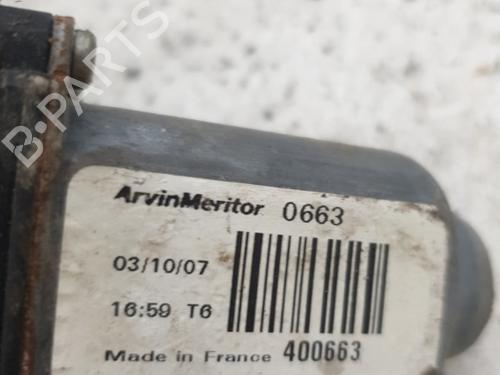 B-PARTS
ArvinMeritor 0663
03/10/07
16:59 T6
Made in France 400663